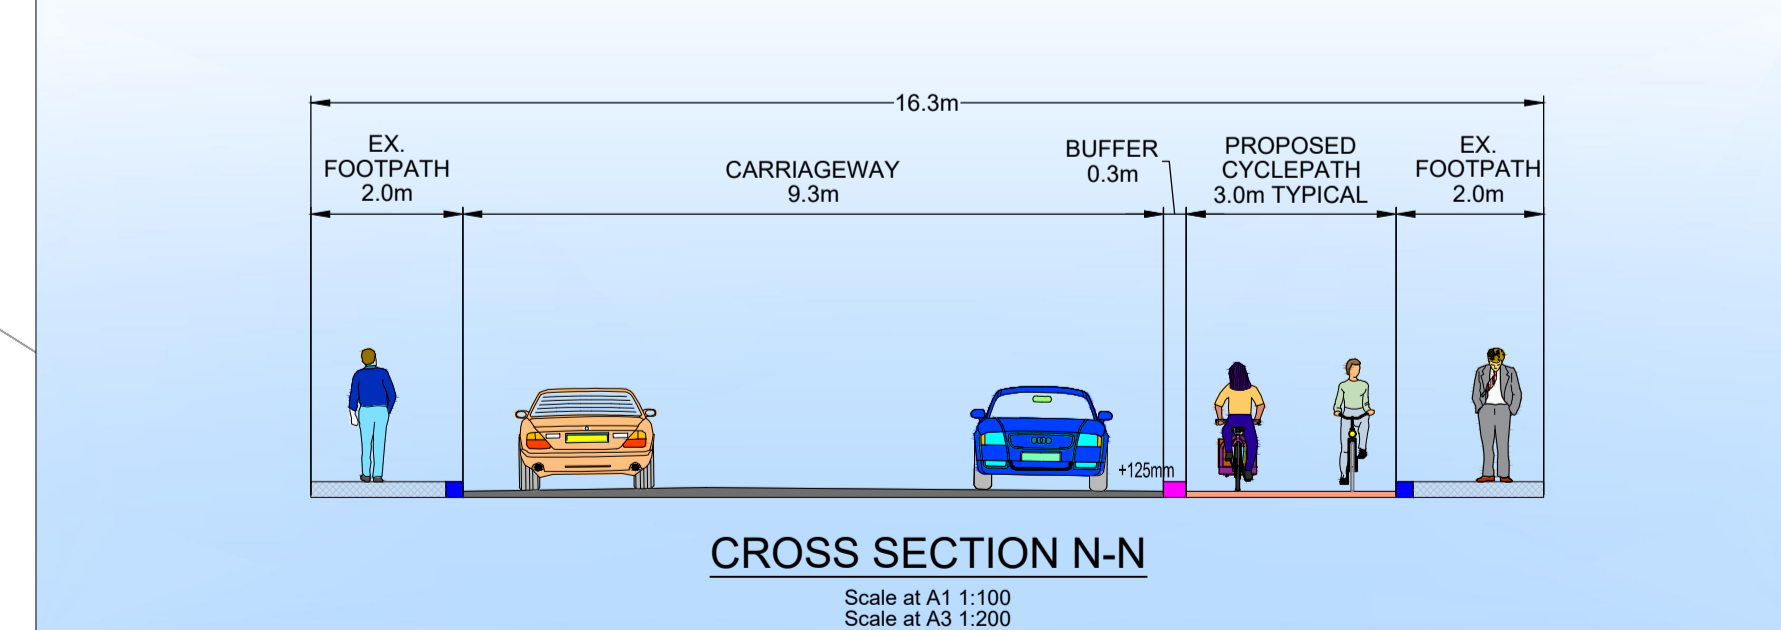 16.3m
EX.
FOOTPATH
2.0m
CARRIAGEWAY
9.3m
BUFFER
0.3m
PROPOSED
CYCLEPATH
3.0m TYPICAL
EX.
FOOTPATH
2.0m
+125mm
CROSS SECTION N-N
Scale at A1 1:100
Scale at A3 1:200